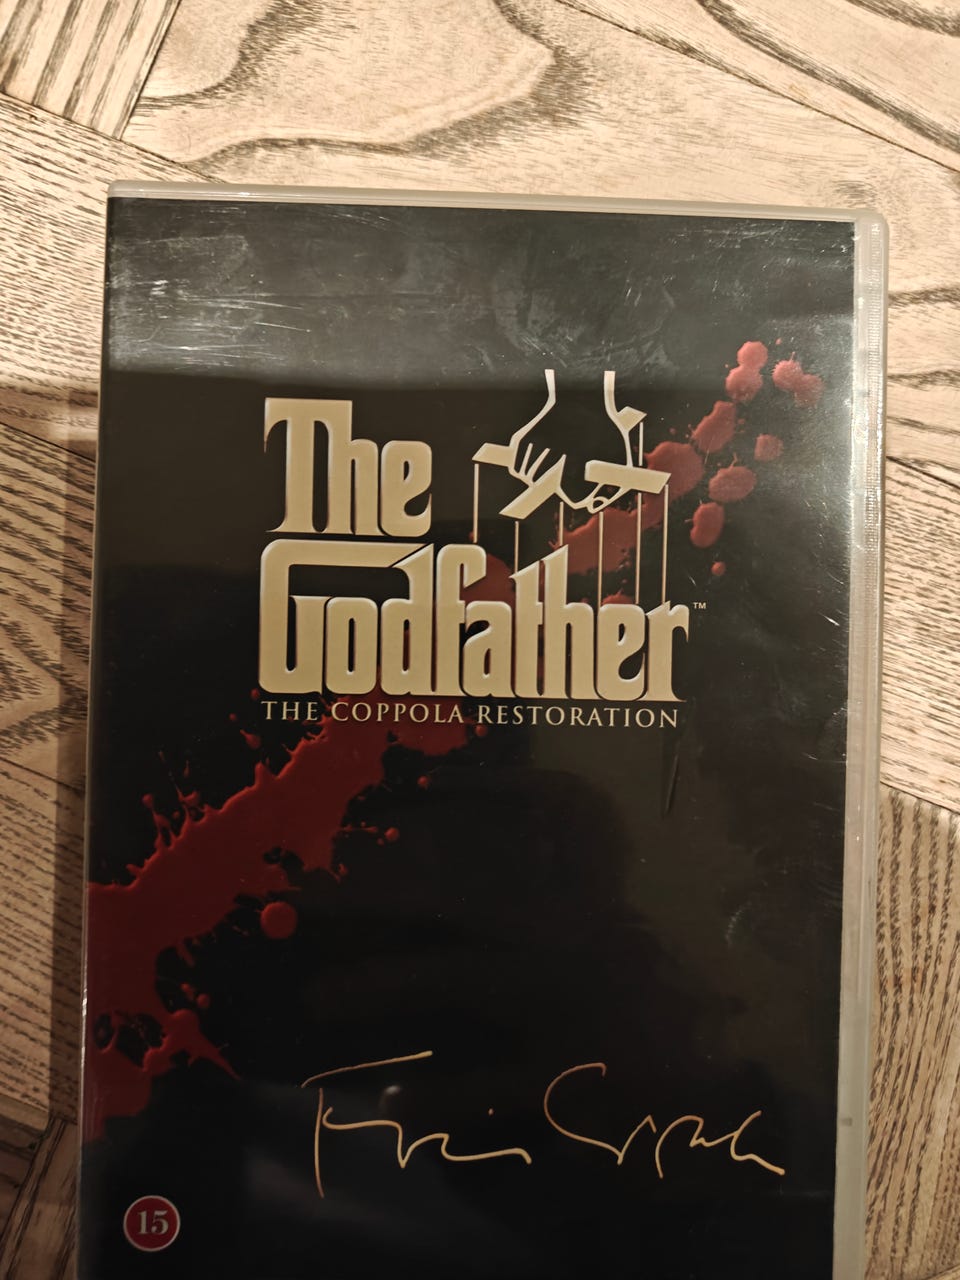 The
Godfather™
THE COPPOLA RESTORATION
15